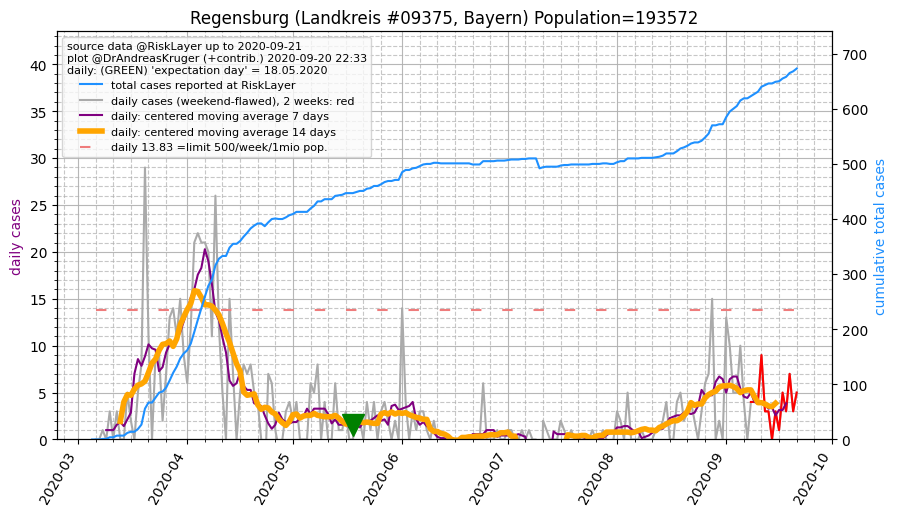 Regensburg (Landkreis #09375, Bayern) Population=193572
source data @RiskLayer up to 2020-09-21
plot @DrAndreasKruger (+contrib.) 2020-09-20 22:33
daily: (GREEN) 'expectation day' = 18.05.2020
total cases reported at RiskLayer
daily cases (weekend-flawed), 2 weeks: red
daily: centered moving average 7 days
daily: centered moving average 14 days
daily 13.83 =limit 500/week/1mio pop.
daily cases
40
35
30
25
20
15
10
5
0
700
600
500
400
300
200
100
0
cumulative total cases
2020-03
2020-04
2020-05
2020-06
2020-07
2020-08
2020-09
2020-10